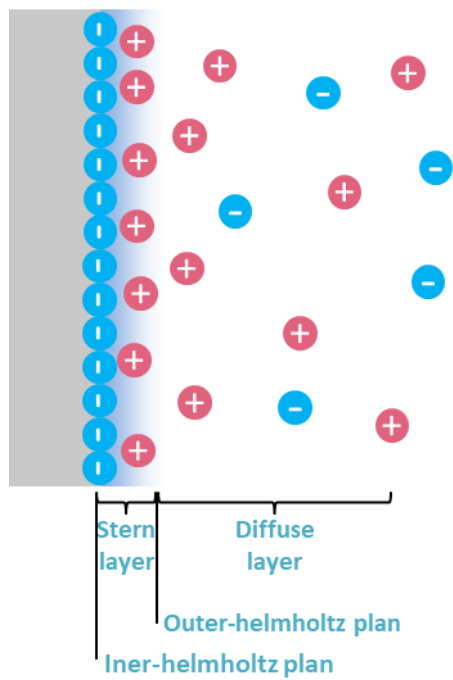 Stern
layer
Diffuse
layer
Outer-helmholtz plan
Iner-helmholtz plan